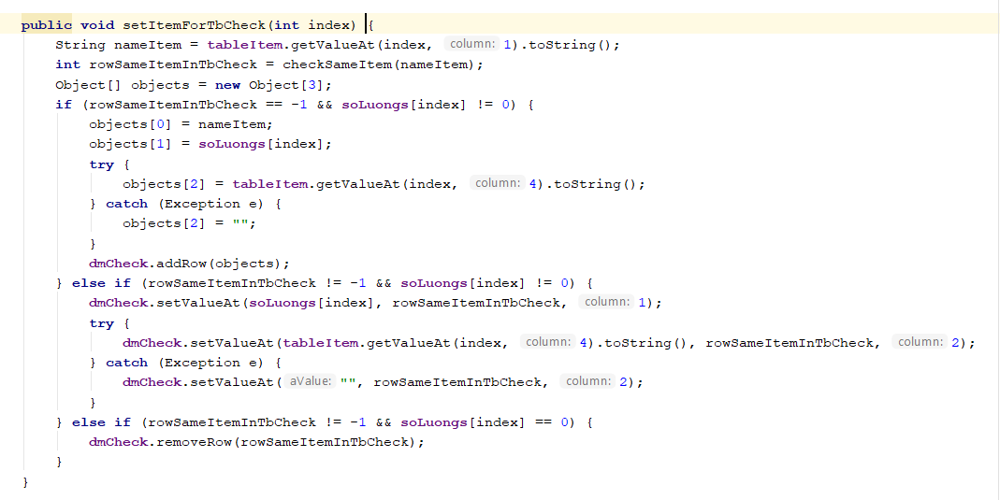 public void setItemForTbCheck(int index) {
String nameItem = tableItem.getValueAt(index, column: 1).toString();
int rowSameItemInTbCheck = checkSameItem(nameItem);
Object[] objects = new Object[3];
if (rowSameItemInTbCheck == -1 && soLuongs[index] != 0) {
objects[0] = nameItem;
objects[1] = soLuongs[index];
try {
objects[2] = tableItem.getValueAt(index, column: 4).toString();
} catch (Exception e) {
objects[2] = "";
}
dmCheck.addRow(objects);
} else if (rowSameItemInTbCheck != -1 && soLuongs[index] != 0) {
dmCheck.setValueAt(soLuongs[index], rowSameItemInTbCheck, column: 1);
try {
dmCheck.setValueAt(tableItem.getValueAt(index, column: 4).toString(), rowSameItemInTbCheck, column: 2);
} catch (Exception e) {
dmCheck.setValueAt( aValue: "", rowSameItemInTbCheck, column: 2);
}
} else if (rowSameItemInTbCheck != -1 && soLuongs[index] == 0) {
dmCheck.removeRow(rowSameItemInTbCheck);
}
}